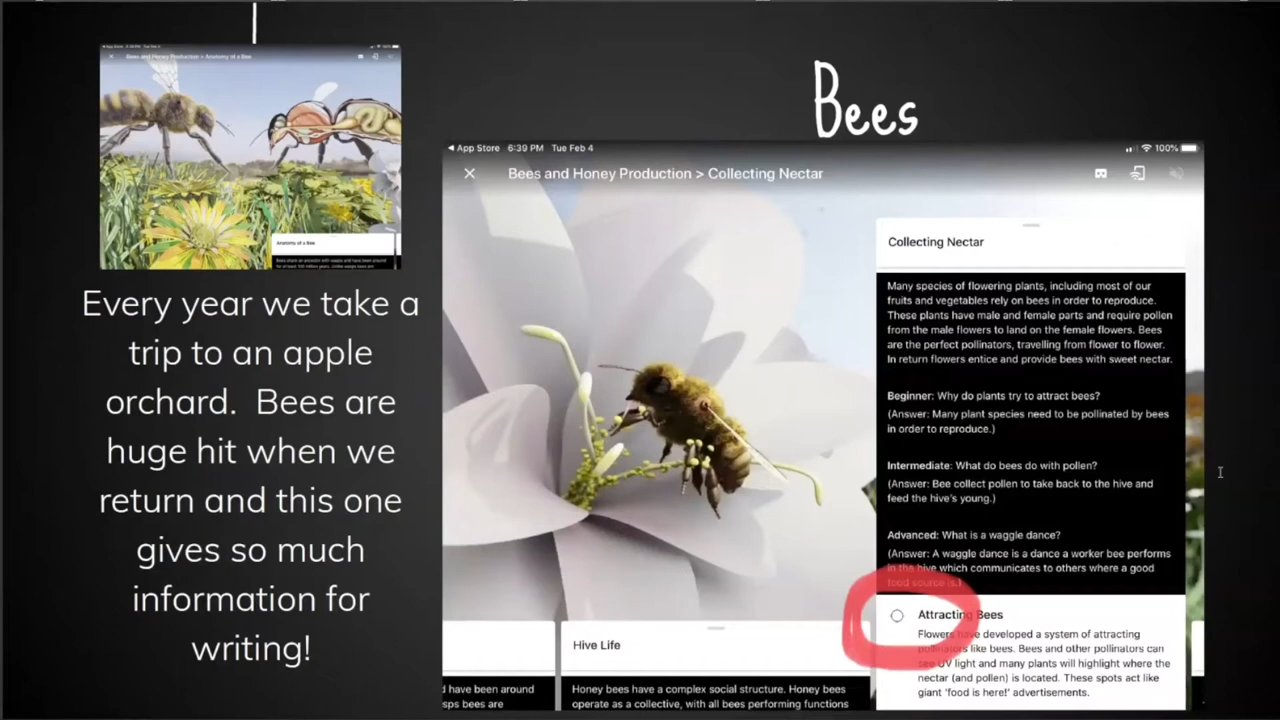 Bees
Bees and Honey Production > Anatomy of a Bee
Anatomy of a Bee
Every year we take a
trip to an apple
orchard.  Bees are
huge hit when we
return and this one
gives so much
information for
writing!
App Store 6:39 PM Tue Feb 4
100%
Bees and Honey Production > Collecting Nectar
Collecting Nectar
Many species of flowering plants, including most of our
fruits and vegetables rely on bees in order to reproduce.
These plants have male and female parts and require pollen
from the male flowers to land on the female flowers. Bees
are the perfect pollinators, travelling from flower to flower.
In return flowers entice and provide bees with sweet nectar.
Beginner: Why do plants try to attract bees?
(Answer: Many plant species need to be pollinated by bees
in order to reproduce.)
Intermediate: What do bees do with pollen?
(Answer: Bee collect pollen to take back to the hive and
feed the hive's young.)
Advanced: What is a waggle dance?
(Answer: A waggle dance is a dance a worker bee performs
in the hive which communicates to others where a good
food source is.)
Attracting Bees
Flowers have developed a system of attracting
pollinators like bees. Bees and other pollinators can
see UV light and many plants will highlight where the
nectar (and pollen) is located. These spots act like
giant 'food is here!' advertisements.
Hive Life
Honey bees have a complex social structure. Honey bees
operate as a collective, with all bees performing functions
have been around
sps bees are